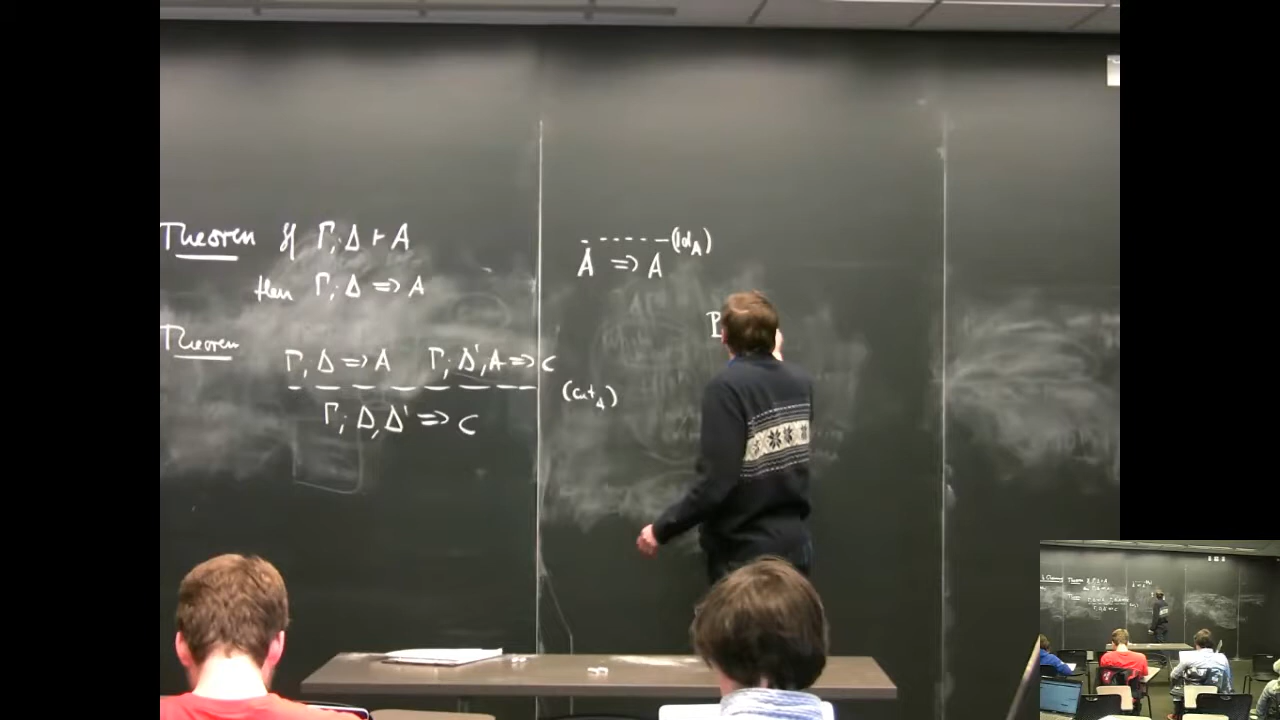 Theorem If Γ; Δ ⊢ A
then Γ; Δ ⟹ A
Theorem
Γ; Δ ⟹ A Γ; Δ', A ⟹ C
(cut_A)
Γ; Δ, Δ' ⟹ C
(id_A)
A ⟹ A